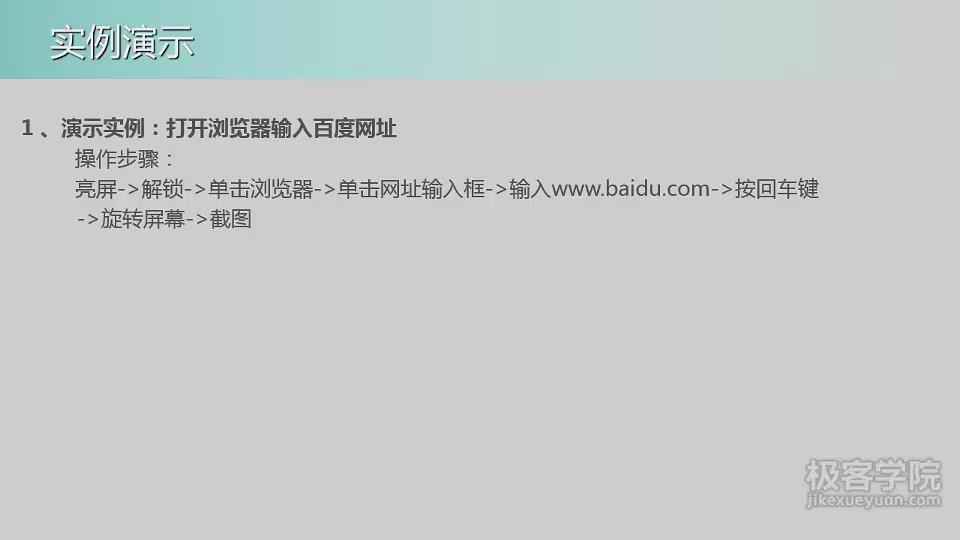 实例演示
1、演示实例：打开浏览器输入百度网址
操作步骤：
亮屏->解锁->单击浏览器->单击网址输入框->输入www.baidu.com->按回车键
->旋转屏幕->截图
极客学院
jikexueyuan.com